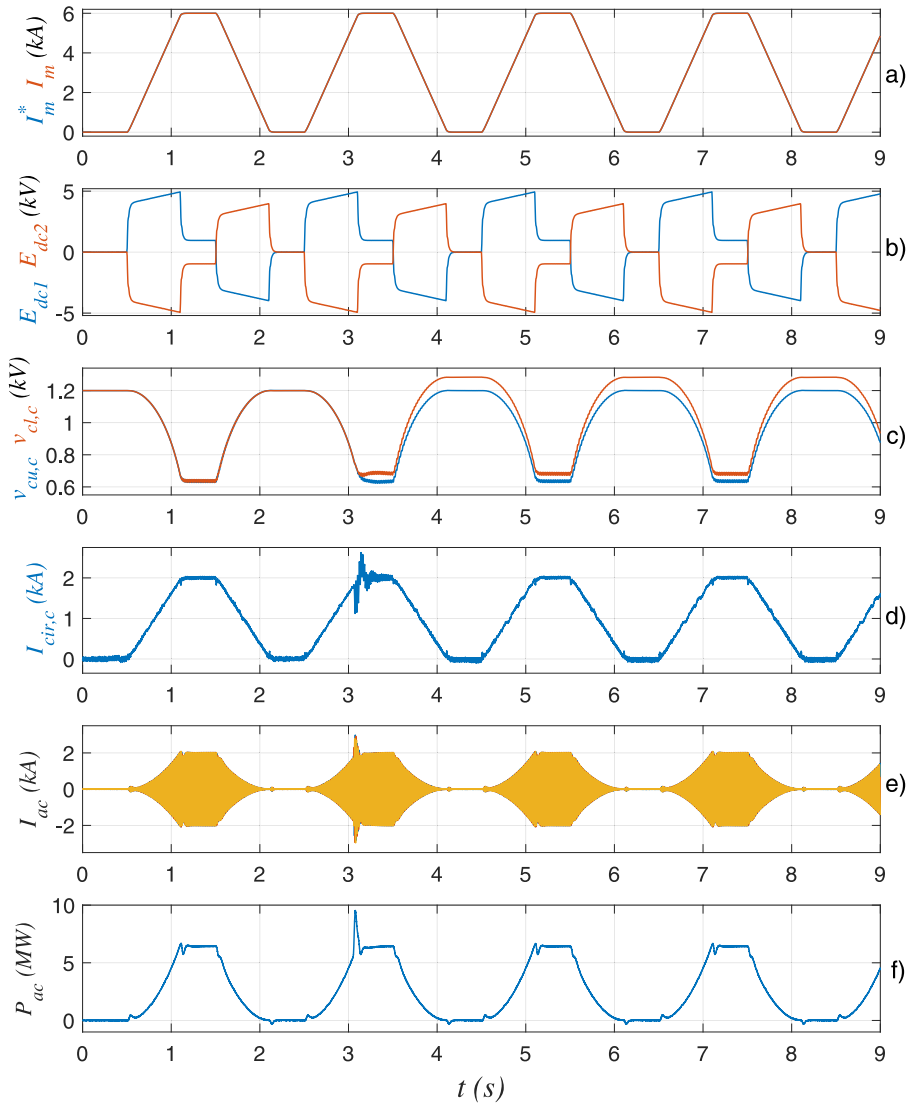 I*m Im (kA)
6
4
2
0
0 1 2 3 4 5 6 7 8 9
a)
Edc1 Edc2 (kV)
5
0
-5
0 1 2 3 4 5 6 7 8 9
b)
vcu,c vcl,c (kV)
1.2
1
0.8
0.6
0 1 2 3 4 5 6 7 8 9
c)
Icir,c (kA)
2
1
0
0 1 2 3 4 5 6 7 8 9
d)
Iac (kA)
2
0
-2
0 1 2 3 4 5 6 7 8 9
e)
Pac (MW)
10
5
0
0 1 2 3 4 5 6 7 8 9
f)
t (s)